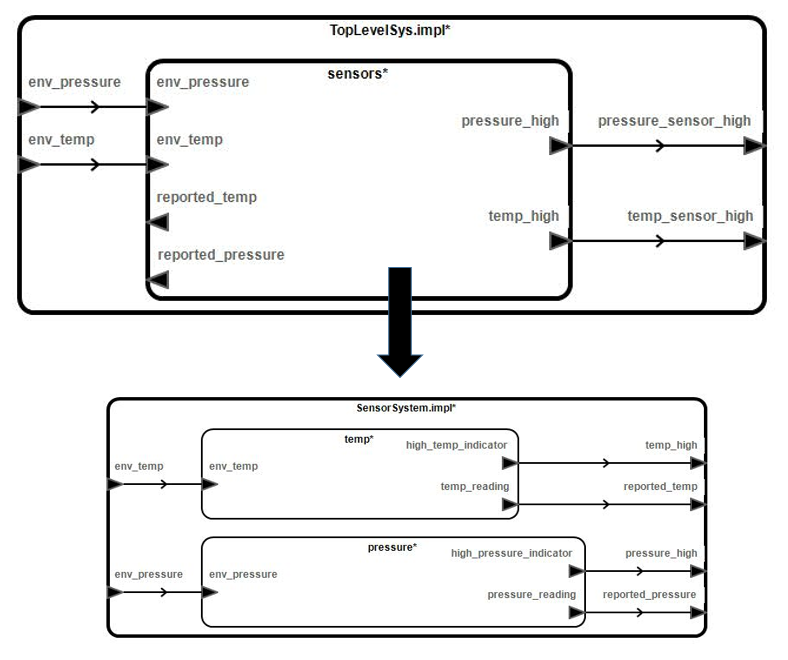 TopLevelSys.impl*
sensors*
env_pressure
env_pressure
env_temp
env_temp
reported_temp
reported_pressure
pressure_high
pressure_sensor_high
temp_high
temp_sensor_high
SensorSystem.impl*
temp*
high_temp_indicator
temp_high
env_temp
env_temp
temp_reading
reported_temp
pressure*
high_pressure_indicator
pressure_high
env_pressure
env_pressure
pressure_reading
reported_pressure